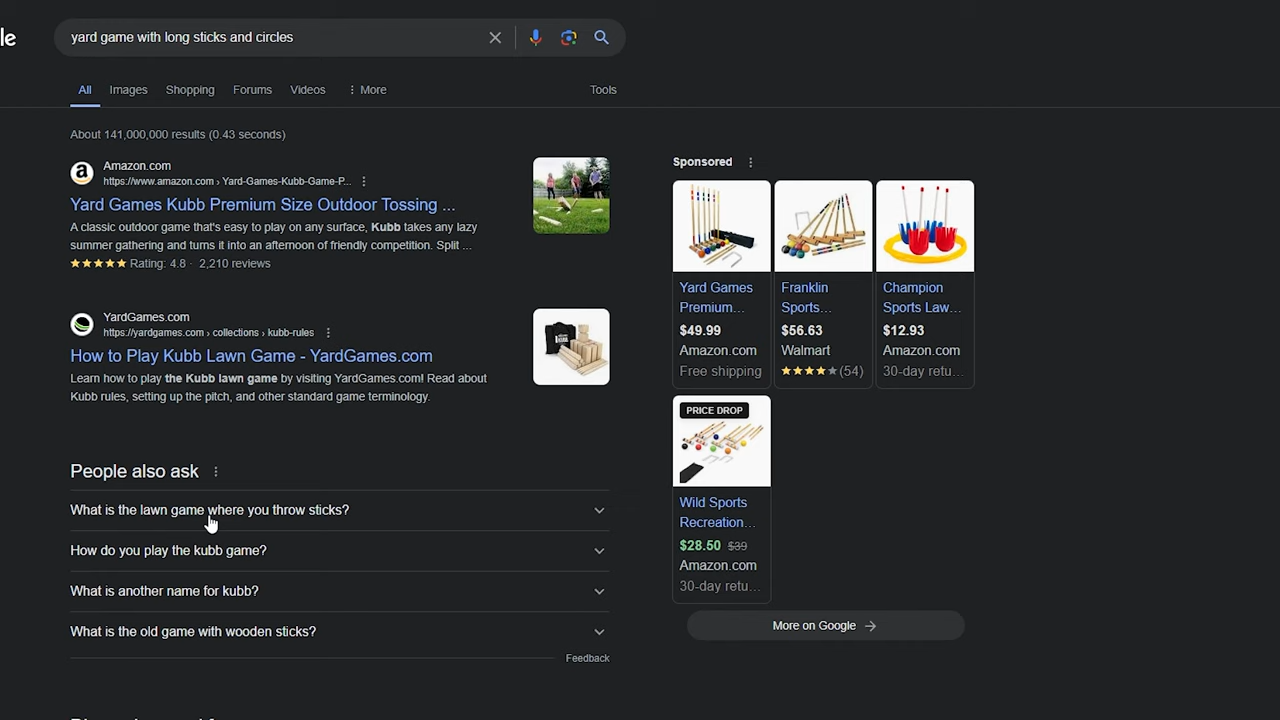 le
yard game with long sticks and circles
All Images Shopping Forums Videos More Tools
About 141,000,000 results (0.43 seconds)
Amazon.com
https://www.amazon.com › Yard-Games-Kubb-Game-P...
Yard Games Kubb Premium Size Outdoor Tossing ...
A classic outdoor game that's easy to play on any surface, Kubb takes any lazy
summer gathering and turns it into an afternoon of friendly competition. Split ...
Rating: 4.8 · 2,210 reviews
YardGames.com
https://yardgames.com › collections › kubb-rules
How to Play Kubb Lawn Game - YardGames.com
Learn how to play the Kubb lawn game by visiting YardGames.com! Read about
Kubb rules, setting up the pitch, and other standard game terminology.
People also ask
What is the lawn game where you throw sticks?
How do you play the kubb game?
What is another name for kubb?
What is the old game with wooden sticks?
Feedback
Sponsored
Yard Games
Premium...
$49.99
Amazon.com
Free shipping
Franklin
Sports...
$56.63
Walmart
(54)
Champion
Sports Law...
$12.93
Amazon.com
30-day retu...
PRICE DROP
Wild Sports
Recreation...
$28.50 $39
Amazon.com
30-day retu...
More on Google